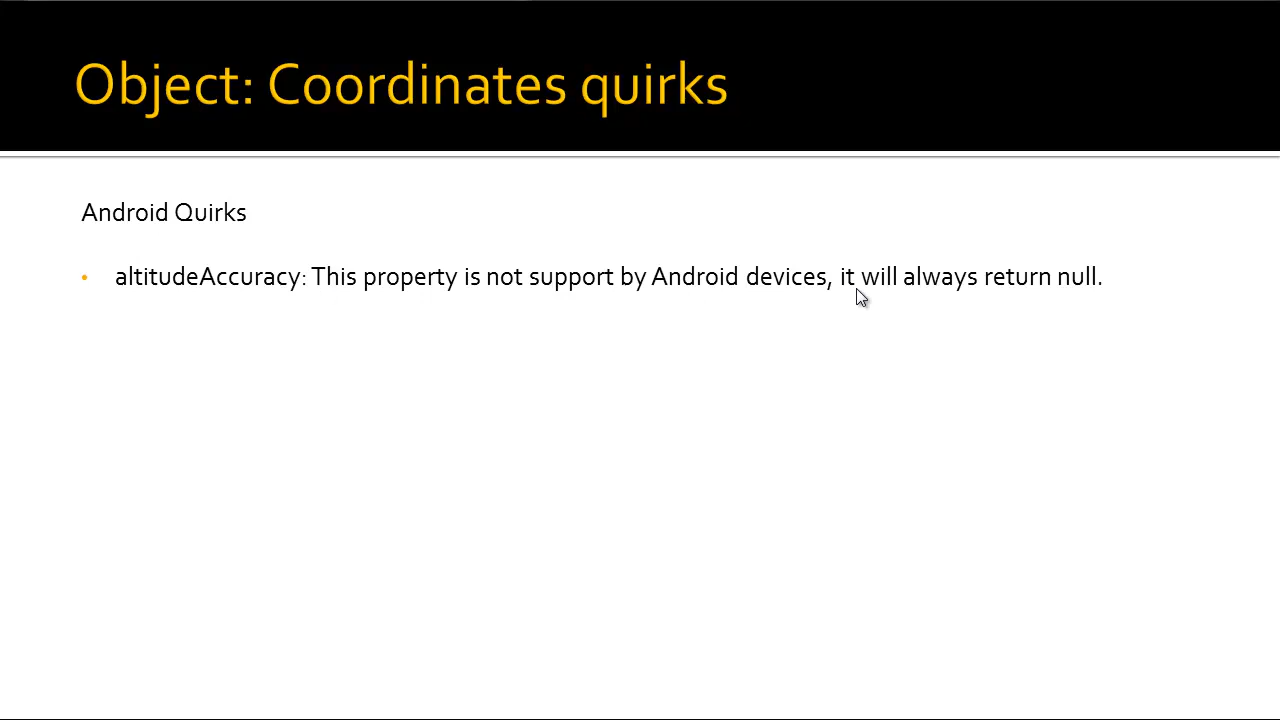 Object: Coordinates quirks
Android Quirks
• altitudeAccuracy: This property is not support by Android devices, it will always return null.